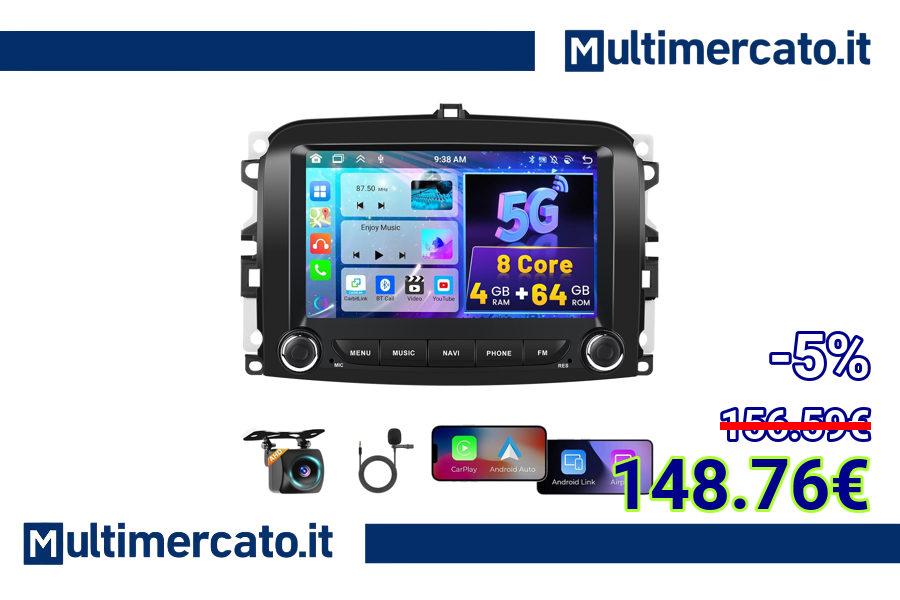 Multimercato.it
9:38 AM
87.50 MHz
Enjoy Music
CarbitLink BT Call Video YouTube
5G
8 Core
4 GB RAM + 64 GB ROM
MENU MUSIC NAVI PHONE FM
MIC RES
-5%
156.59€
148.76€
AHD
CarPlay Android Auto
Android Link
Multimercato.it